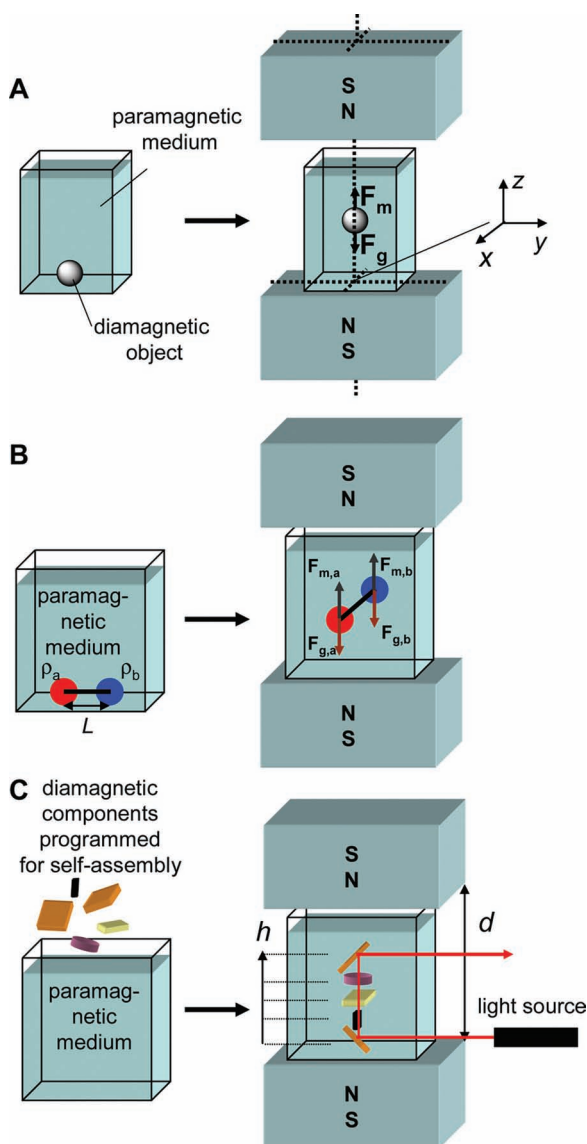 A
paramagnetic
medium
diamagnetic
object
S
N
F
m
F
g
N
S
z
y
x
B
paramag-
netic
medium
ρa
ρb
L
S
N
Fm,a
Fm,b
Fg,a
Fg,b
N
S
C
diamagnetic
components
programmed
for self-assembly
paramag-
netic
medium
S
N
h
d
light source
N
S